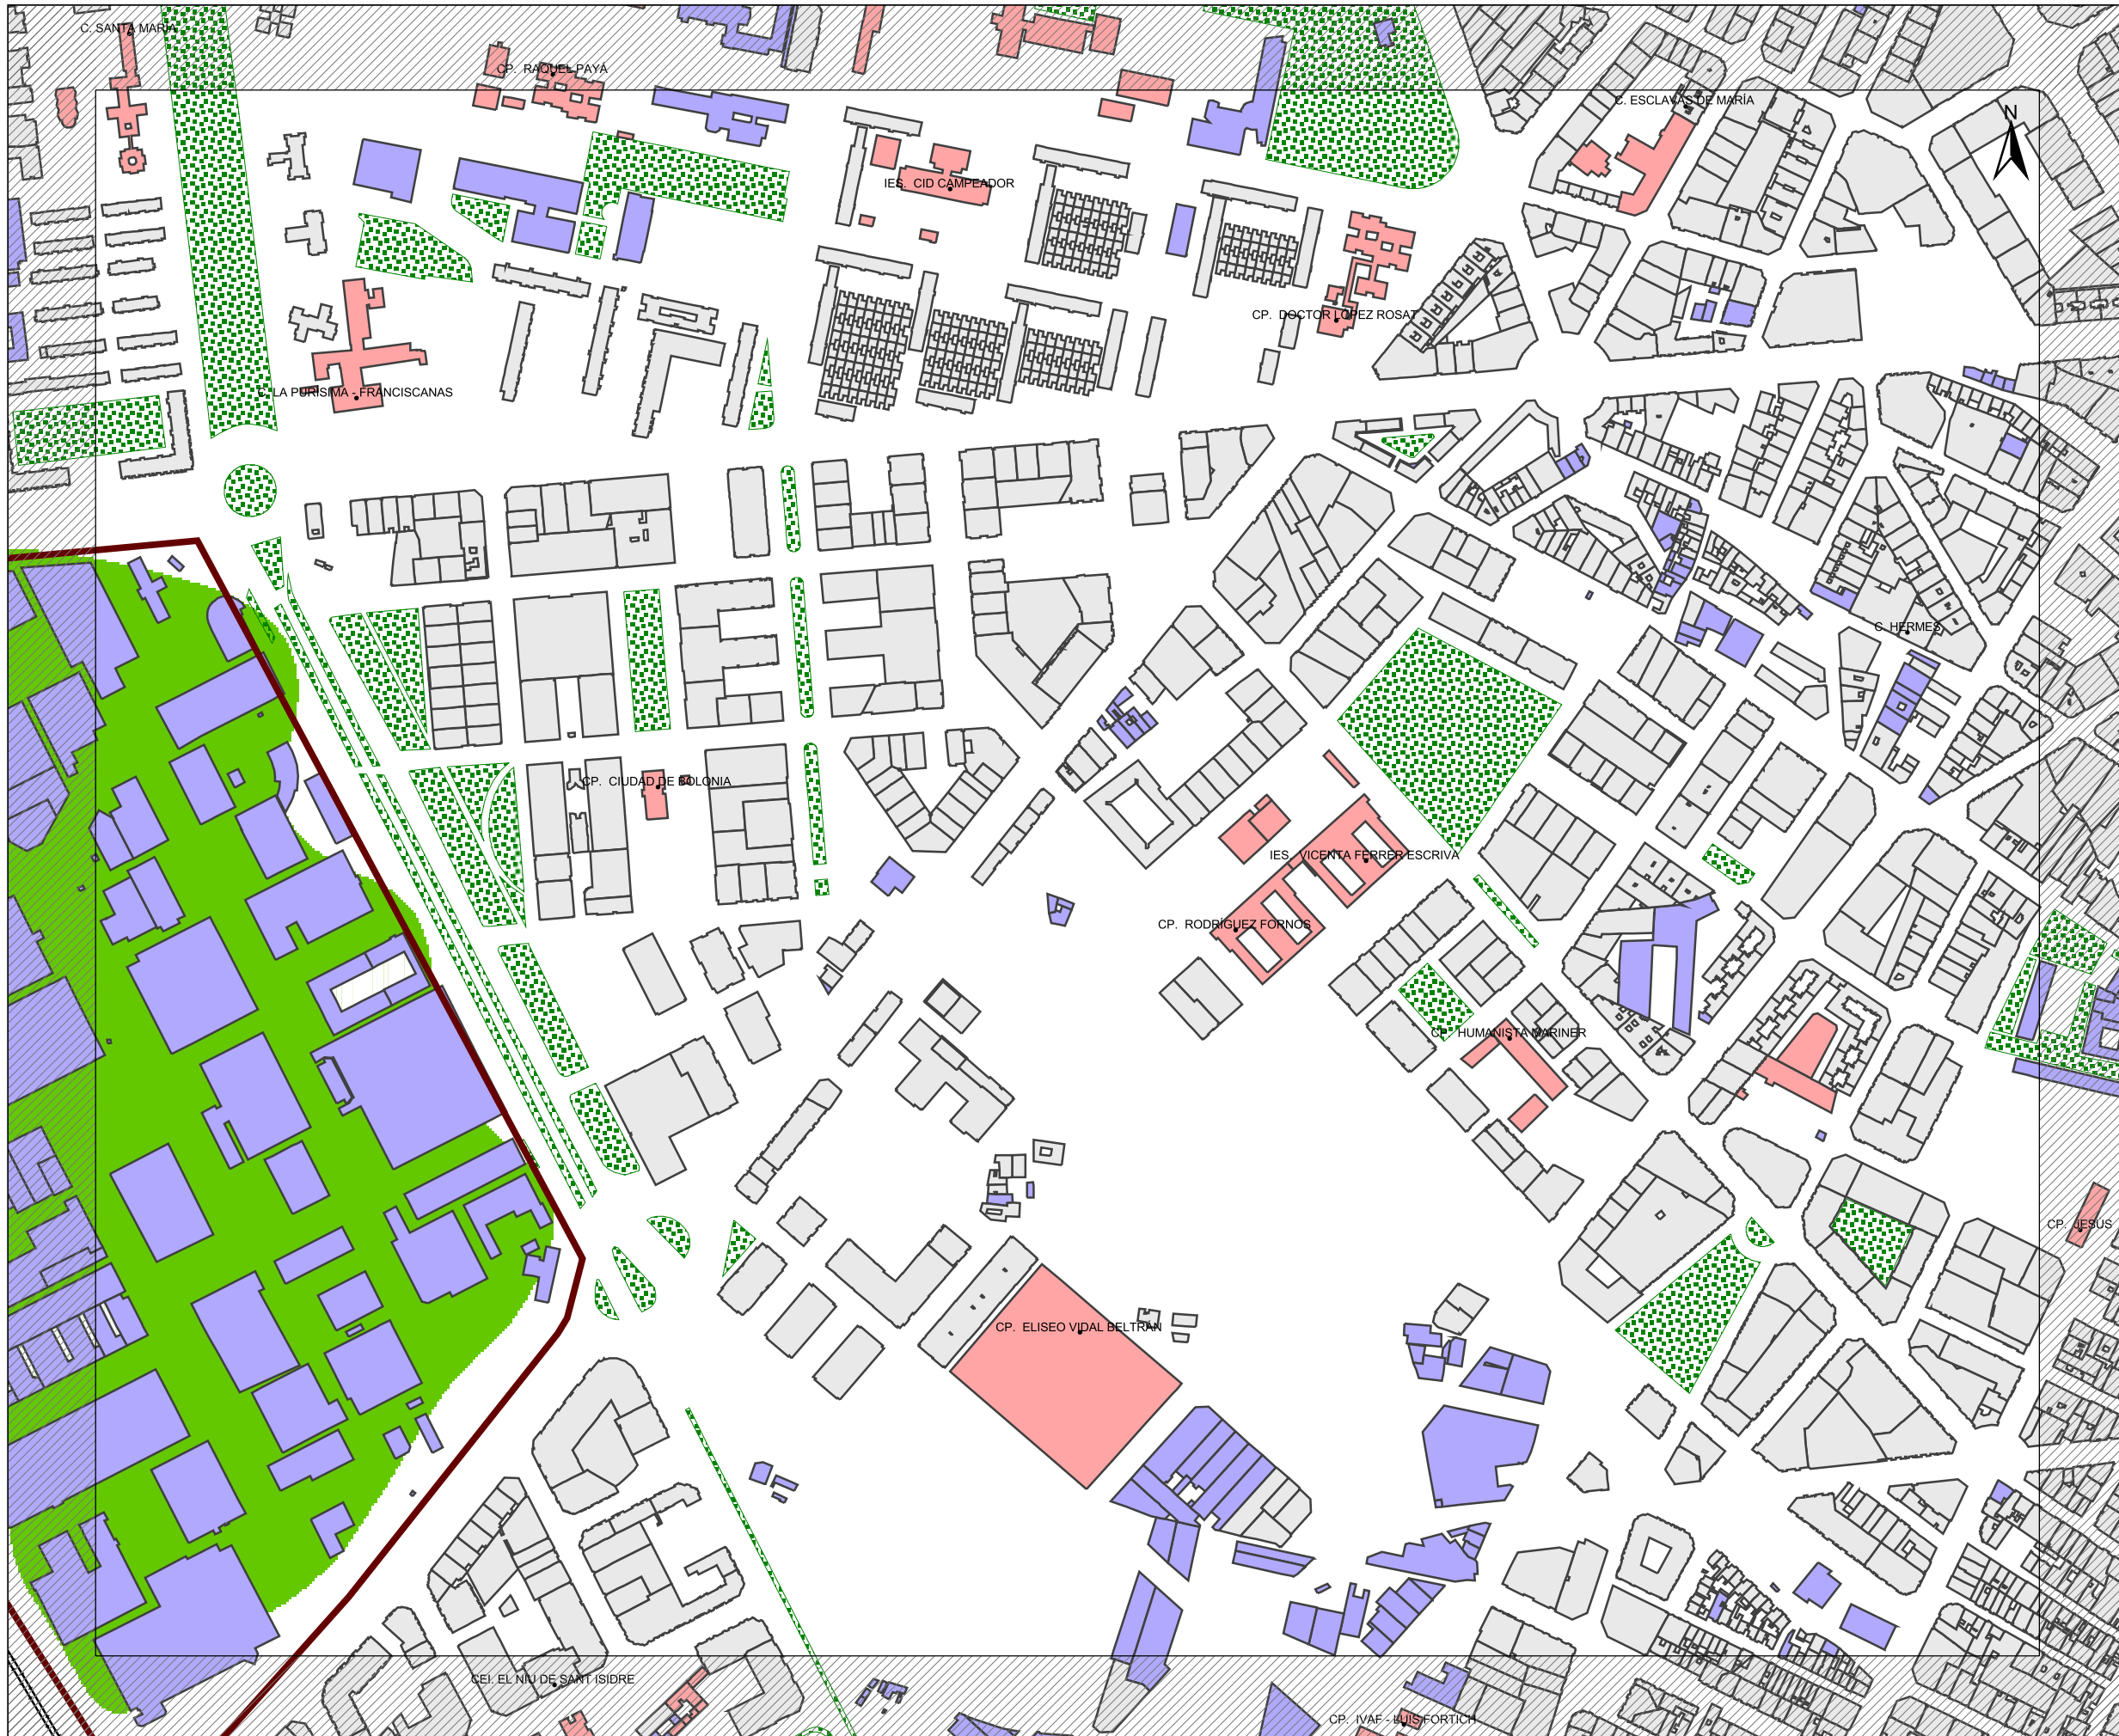 C. SANTA MARÍA
CP. RAQUEL PAYÁ
C. ESCLAVAS DE MARÍA
N
IES. CID CAMPEADOR
CP. DOCTOR LÓPEZ ROSAT
C. LA PURÍSIMA - FRANCISCANAS
C. HERMES
CP. CIUDAD DE BOLONIA
IES. VICENTA FERRER ESCRIVA
CP. RODRÍGUEZ FORNOS
CP. HUMANISTA MARINER
CP. JESÚS
CP. ELISEO VIDAL BELTRÁN
CEI. EL NIU DE SANT ISIDRE
CP. IVAF - LUIS FORTICH